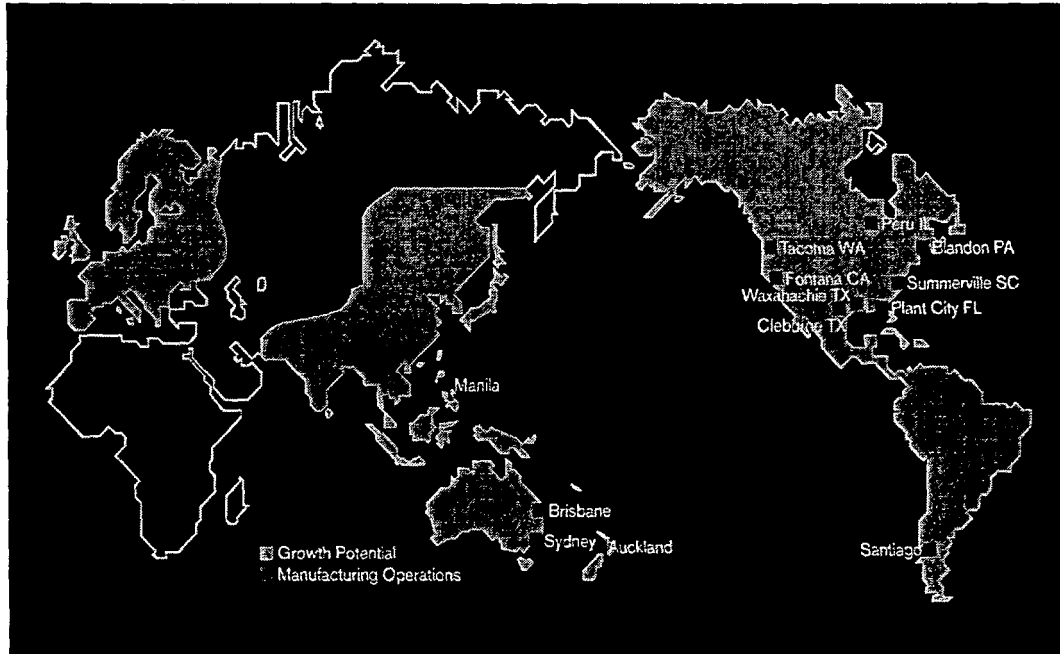 Peru IL
Tacoma WA
Blandon PA
Fontana CA
Summerville SC
Waxahachie TX
Plant City FL
Clebuine TX
Manila
Brisbane
Sydney
Auckland
Santiago
Growth Potential
Manufacturing Operations